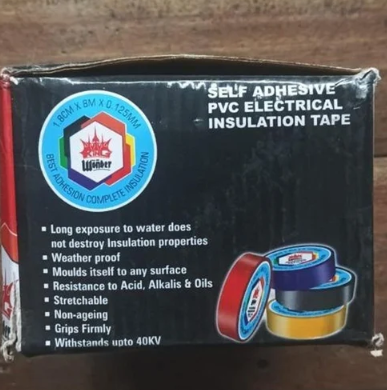 SELF ADHESIVE
PVC ELECTRICAL
INSULATION TAPE
1.8CM X 8M X 0.125MM
KING
Wonder
BEST ADHESION COMPLETE INSULATION
▪ Long exposure to water does
not destroy Insulation properties
▪ Weather proof
▪ Moulds itself to any surface
▪ Resistance to Acid, Alkalis & Oils
▪ Stretchable
▪ Non-ageing
▪ Grips Firmly
▪ Withstands upto 40KV